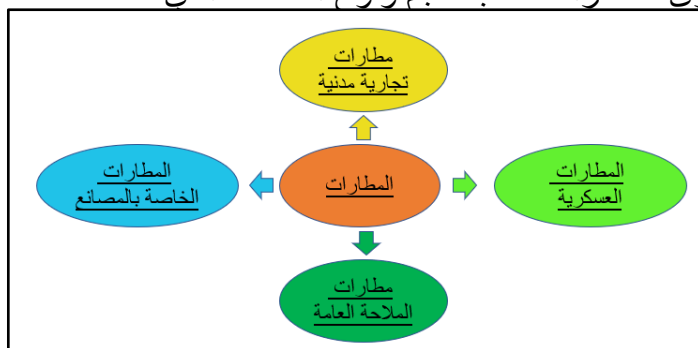 مطارات
تجارية مدنية
المطارات
العسكرية
المطارات
المطارات
الخاصة بالمصانع
مطارات
الملاحة العامة